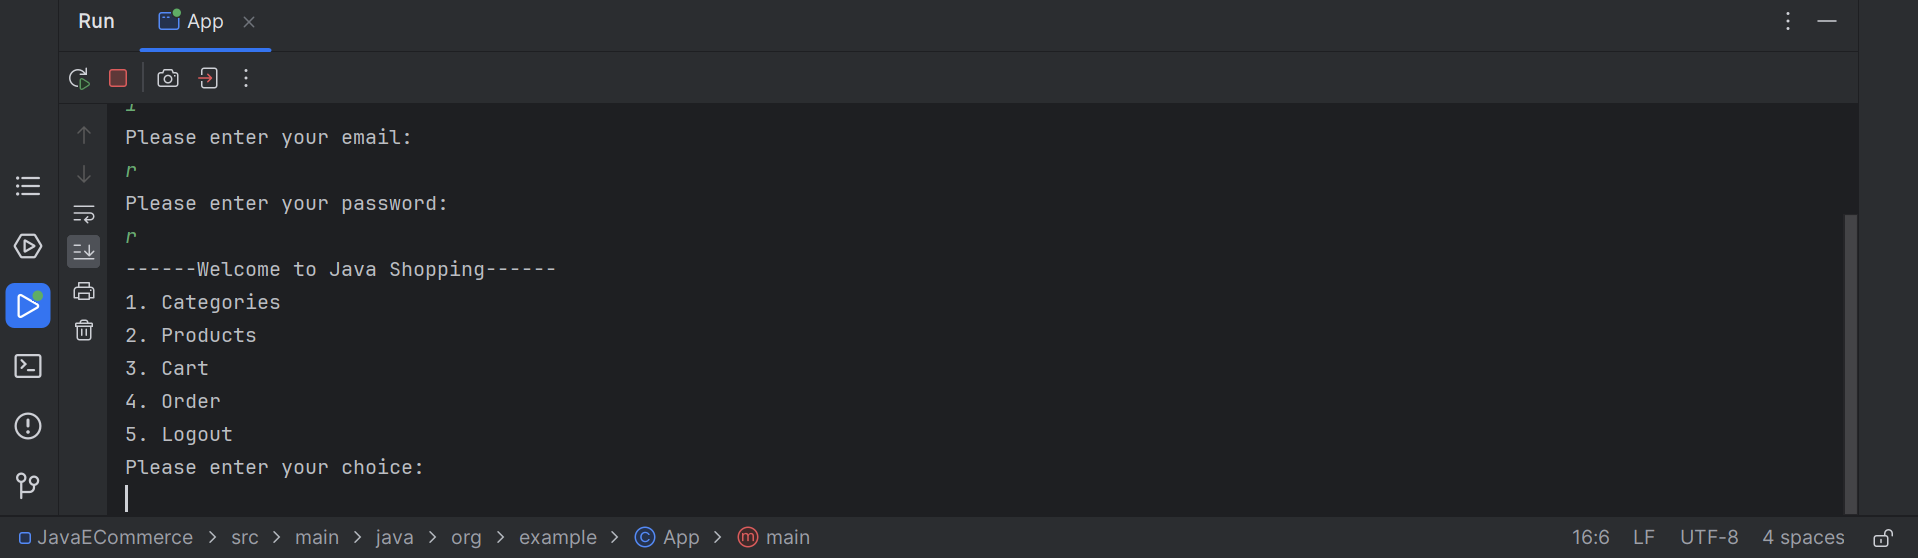 Run App
Please enter your email:
r
Please enter your password:
r
------Welcome to Java Shopping------
1. Categories
2. Products
3. Cart
4. Order
5. Logout
Please enter your choice:
JavaECommerce > src > main > java > org > example > C App > m main 16:6 LF UTF-8 4 spaces